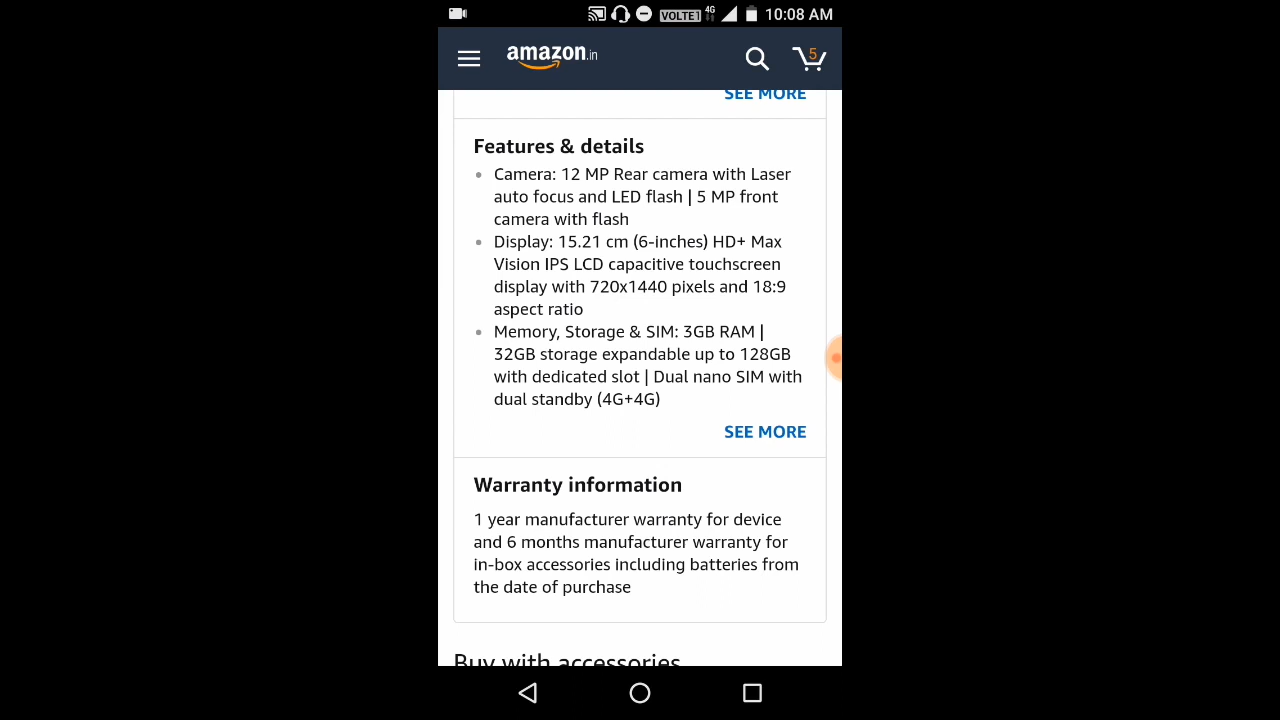 VOLTE1 4G 10:08 AM
amazon.in 5
SEE MORE
Features & details
Camera: 12 MP Rear camera with Laser
auto focus and LED flash | 5 MP front
camera with flash
Display: 15.21 cm (6-inches) HD+ Max
Vision IPS LCD capacitive touchscreen
display with 720x1440 pixels and 18:9
aspect ratio
Memory, Storage & SIM: 3GB RAM |
32GB storage expandable up to 128GB
with dedicated slot | Dual nano SIM with
dual standby (4G+4G)
SEE MORE
Warranty information
1 year manufacturer warranty for device
and 6 months manufacturer warranty for
in-box accessories including batteries from
the date of purchase
Buy with accessories